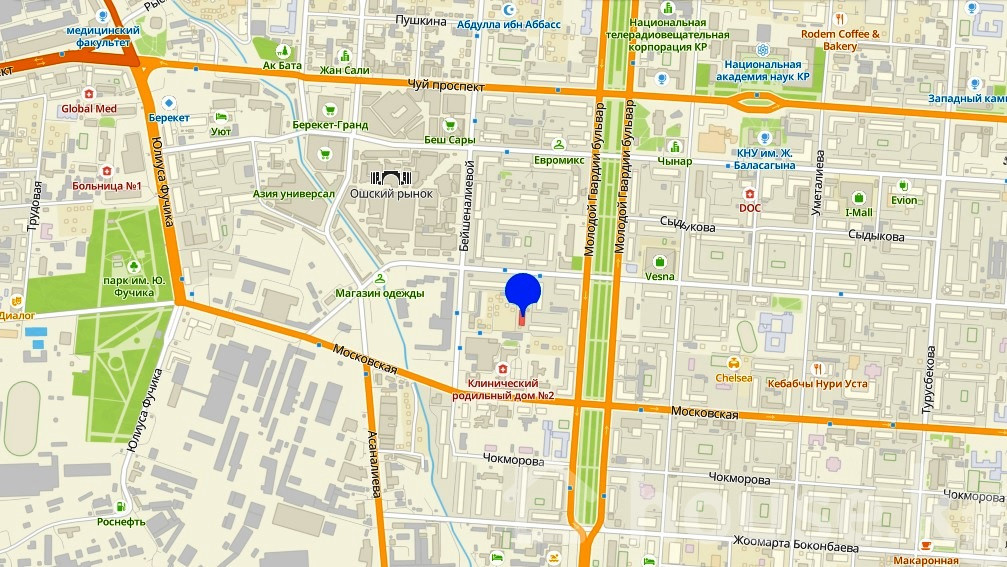 Рыс
Пушкина
Абдулла ибн Аббасс
Национальная
телерадиовещательная
корпорация КР
Rodem Coffee &
Bakery
медицинский
факультет
Ак Бата
Жан Сали
Чуй проспект
Национальная
академия наук КР
Западный кам
кт
Global Med
Берекет
Уют
Берекет-Гранд
Беш Сары
Евромикс
Чынар
КНУ им. Ж.
Баласагына
Молодой Гвардии бульвар
Молодой Гвардии бульвар
Юлиуса Фучика
Больница №1
Азия универсал
Ошский рынок
Бейшеналиевой
Трудовая
DOC
Уметалиева
I-Mall
Evion
Сыдыкова
Сыдыкова
Vesna
парк им. Ю.
Фучика
Магазин одежды
Диалог
Московская
Клинический
родильный дом №2
Chelsea
Кебабчы Нури Уста
Турусбекова
Московская
Юлиуса Фучика
Асаналиева
Чокморова
Чокморова
Чокморова
Роснефть
Жоомарта Боконбаева
Макаронная